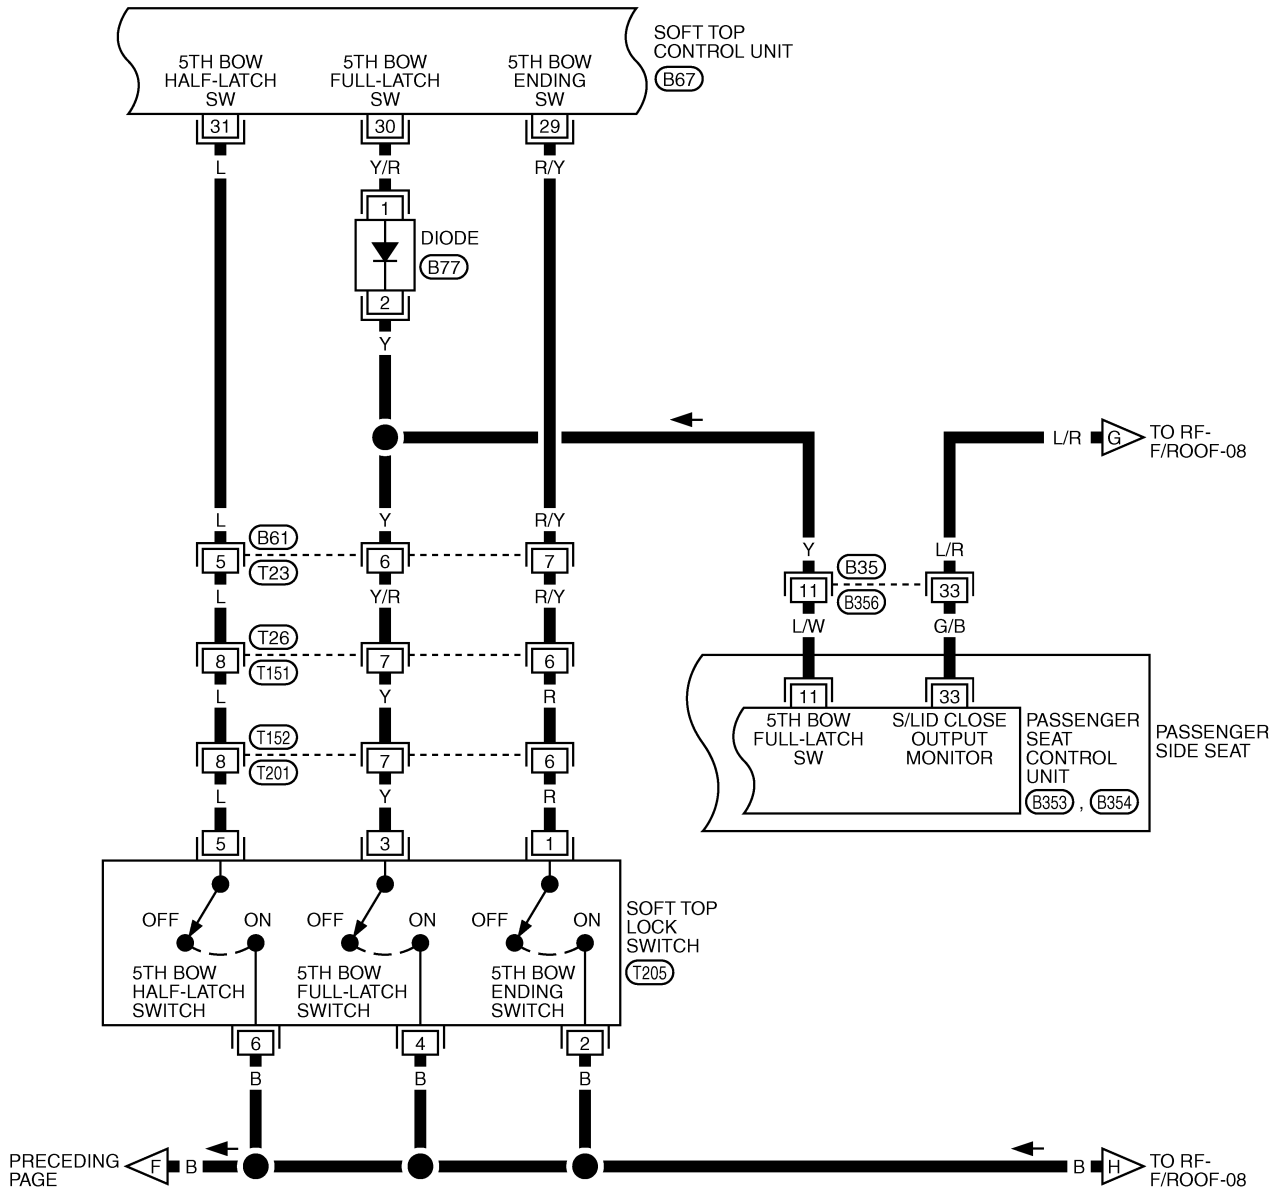 SOFT TOP
CONTROL UNIT
B67
5TH BOW
HALF-LATCH
SW
5TH BOW
FULL-LATCH
SW
5TH BOW
ENDING
SW
31
30
29
L
Y/R
R/Y
1
DIODE
B77
2
Y
L/R
G
TO RF-
F/ROOF-08
L
Y
R/Y
Y
L/R
B61
5
6
7
T23
B35
11
33
B356
L
Y/R
R/Y
L/W
G/B
T26
8
7
6
T151
L
Y
R
11
33
5TH BOW
FULL-LATCH
SW
S/LID CLOSE
OUTPUT
MONITOR
PASSENGER
SEAT
CONTROL
UNIT
B353 , B354
PASSENGER
SIDE SEAT
T152
8
7
6
T201
L
Y
R
5
3
1
OFF
ON
OFF
ON
OFF
ON
5TH BOW
HALF-LATCH
SWITCH
5TH BOW
FULL-LATCH
SWITCH
5TH BOW
ENDING
SWITCH
SOFT TOP
LOCK
SWITCH
T205
6
4
2
B
B
B
PRECEDING
PAGE
F
B
B
H
TO RF-
F/ROOF-08